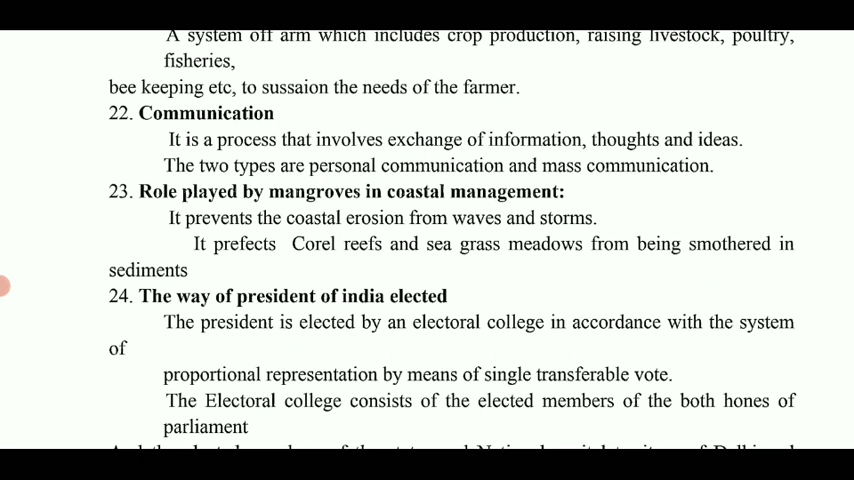 A system off arm which includes crop production, raising livestock, poultry,
fisheries,
bee keeping etc, to sussaion the needs of the farmer.
22. Communication
It is a process that involves exchange of information, thoughts and ideas.
The two types are personal communication and mass communication.
23. Role played by mangroves in coastal management:
It prevents the coastal erosion from waves and storms.
It prefects Corel reefs and sea grass meadows from being smothered in
sediments
24. The way of president of india elected
The president is elected by an electoral college in accordance with the system
of
proportional representation by means of single transferable vote.
The Electoral college consists of the elected members of the both hones of
parliament